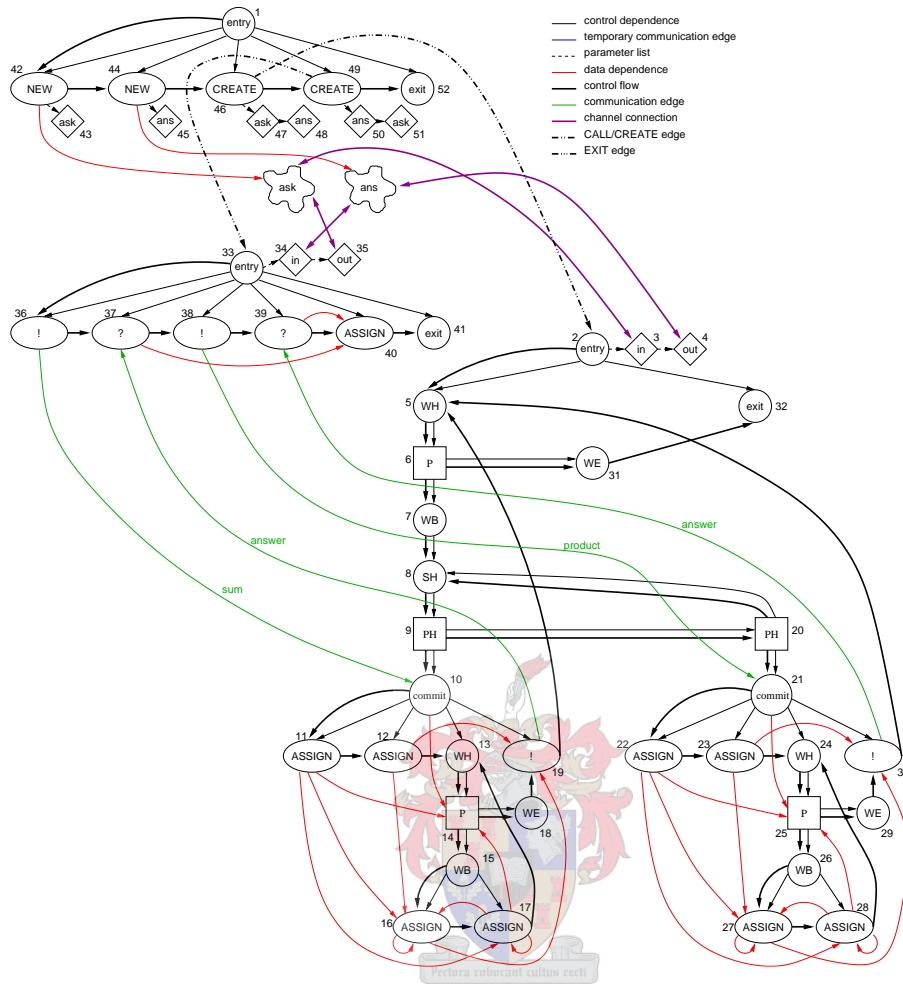 entry 1
control dependence
temporary communication edge
parameter list
data dependence
control flow
communication edge
channel connection
CALL/CREATE edge
EXIT edge
42 44 49
NEW NEW CREATE CREATE exit 52
46
ask ans ask ans ans ask
43 45 47 48 50 51
ask ans
33 34 35
entry in out
36 37 38 39
! ? ! ? ASSIGN exit 41
40
2 3 4
entry in out
5 WH exit 32
6 P WE
31
7 WB
answer product answer
8 SH
sum
9 PH PH 20
10 21
commit commit
11 12 13 22 23 24
ASSIGN ASSIGN WH ! ASSIGN ASSIGN WH !
19 3
P WE P WE
14 18 25 29
15 26
WB WB
16 17 27 28
ASSIGN ASSIGN ASSIGN ASSIGN
Pectora roborant cultus recti